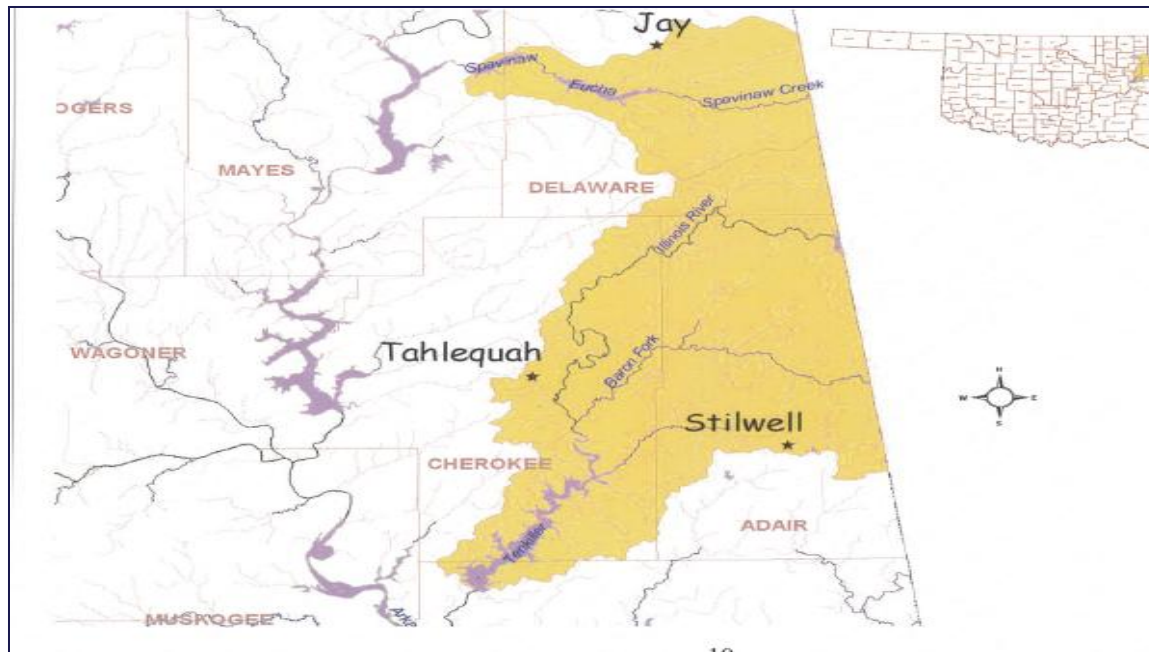 Jay
Spavinaw
Eucha
Spavinaw Creek
OGERS
MAYES
DELAWARE
Illinois River
WAGONER
Tahlequah
Baron Fork
N
W E
S
Stilwell
CHEROKEE
Tenkiller
ADAIR
MUSKOGEE
Arka